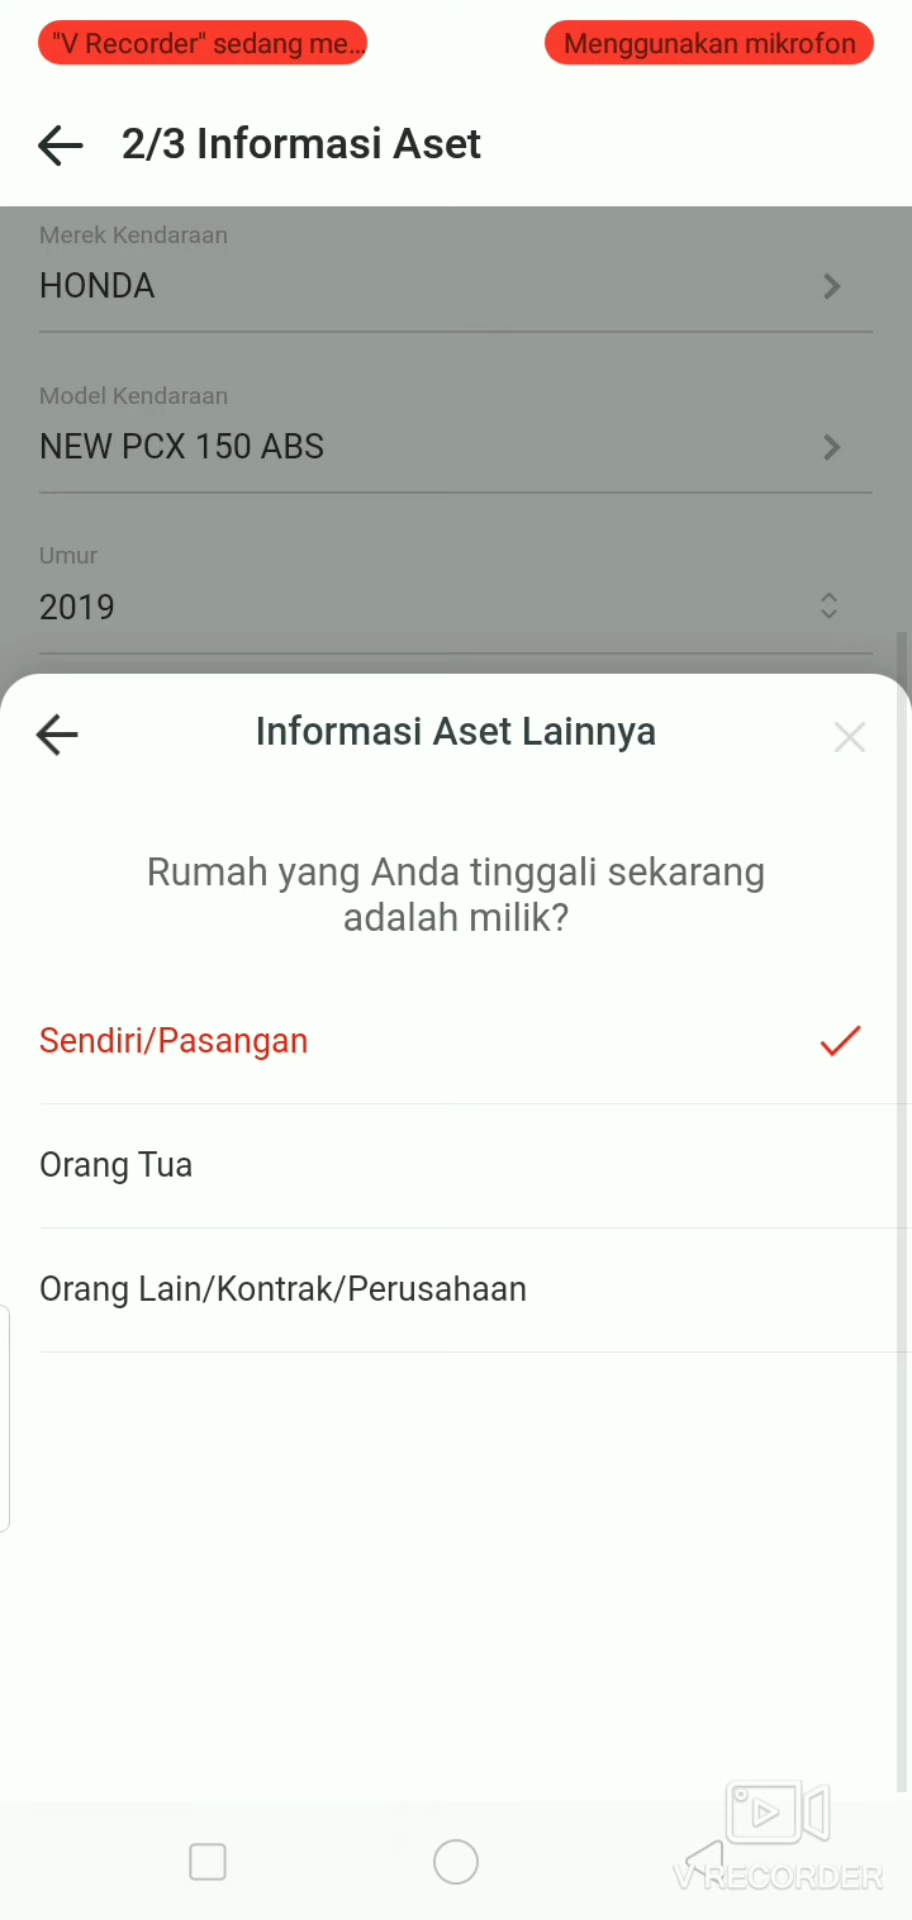 "V Recorder" sedang me...
Menggunakan mikrofon
2/3 Informasi Aset
Merek Kendaraan
HONDA
Model Kendaraan
NEW PCX 150 ABS
Umur
2019
Informasi Aset Lainnya
Rumah yang Anda tinggali sekarang
adalah milik?
Sendiri/Pasangan
Orang Tua
Orang Lain/Kontrak/Perusahaan
V RECORDER